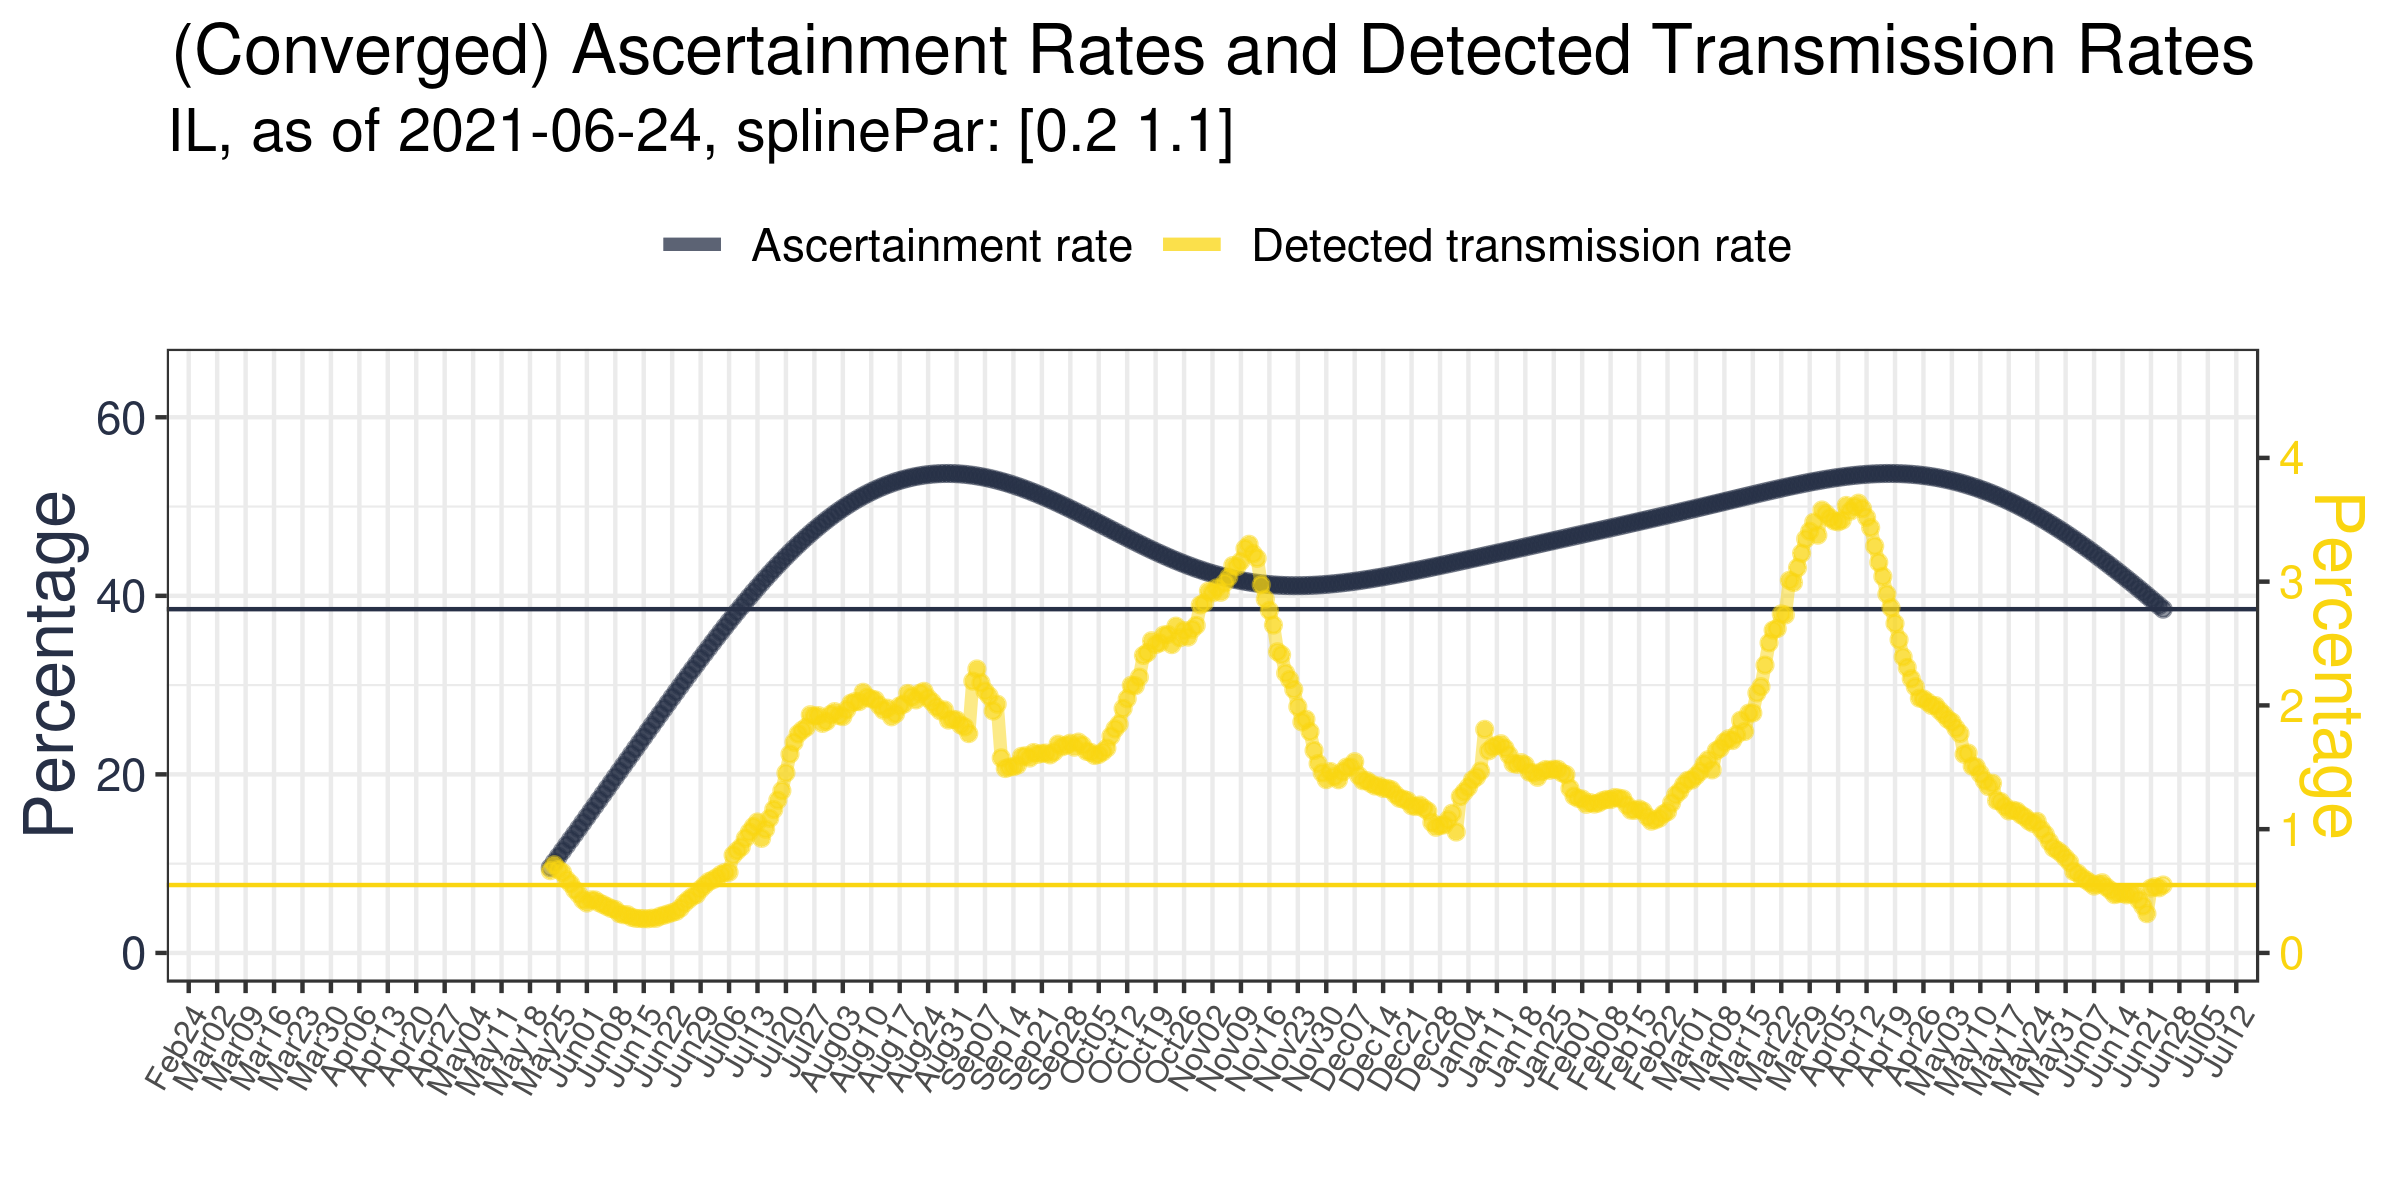 (Converged) Ascertainment Rates and Detected Transmission Rates
IL, as of 2021-06-24, splinePar: [0.2 1.1]
Ascertainment rate
Detected transmission rate
Percentage
60
40
20
0
4
3
2
1
0
Percentage
Feb24
Mar02
Mar09
Mar16
Mar23
Mar30
Apr06
Apr13
Apr20
Apr27
May04
May11
May18
May25
Jun01
Jun08
Jun15
Jun22
Jun29
Jul06
Jul13
Jul20
Jul27
Aug03
Aug10
Aug17
Aug24
Aug31
Sep07
Sep14
Sep21
Sep28
Oct05
Oct12
Oct19
Oct26
Nov02
Nov09
Nov16
Nov23
Nov30
Dec07
Dec14
Dec21
Dec28
Jan04
Jan11
Jan18
Jan25
Feb01
Feb08
Feb15
Feb22
Mar01
Mar08
Mar15
Mar22
Mar29
Apr05
Apr12
Apr19
Apr26
May03
May10
May17
May24
May31
Jun07
Jun14
Jun21
Jun28
Jul05
Jul12